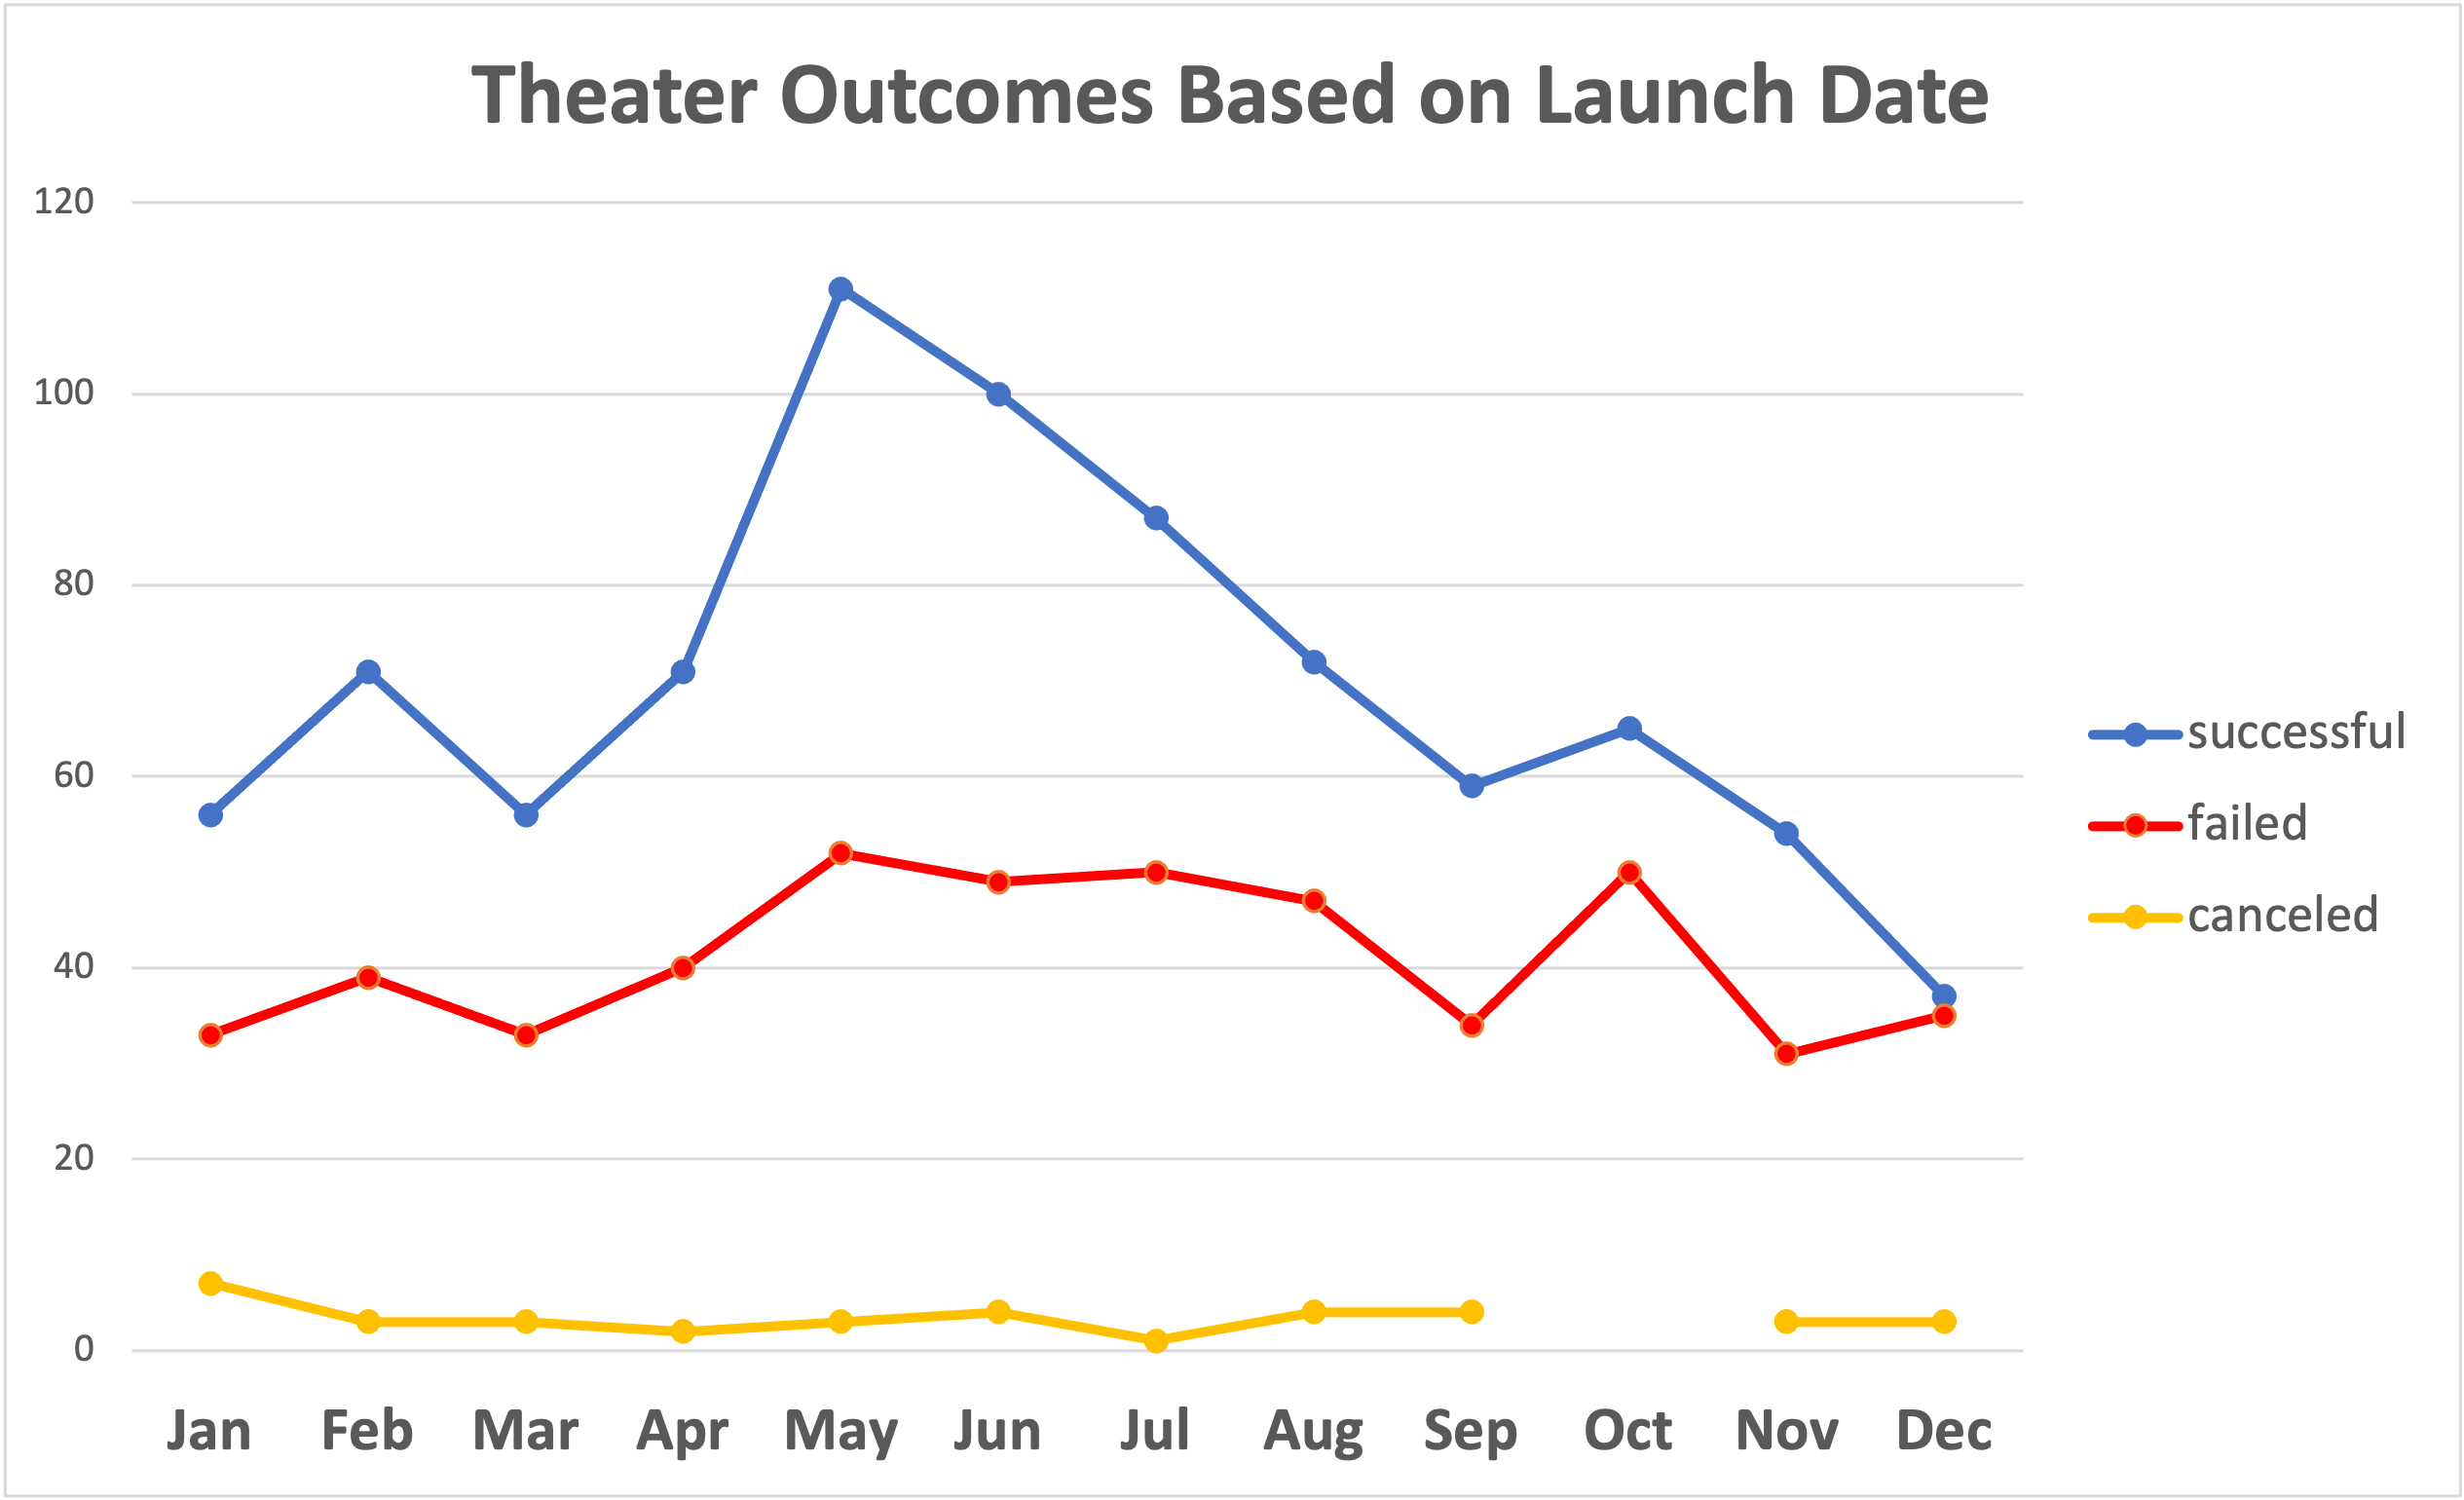 Theater Outcomes Based on Launch Date
120
100
80
60
40
20
0
Jan Feb Mar Apr May Jun Jul Aug Sep Oct Nov Dec
successful
failed
canceled